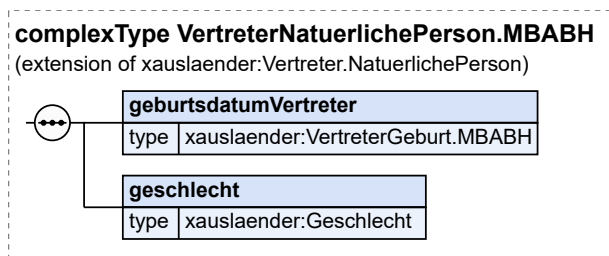 complexType VertreterNatuerlichePerson.MBABH
(extension of xauslaender:Vertreter.NatuerlichePerson)
geburtsdatumVertreter
type xauslaender:VertreterGeburt.MBABH
geschlecht
type xauslaender:Geschlecht